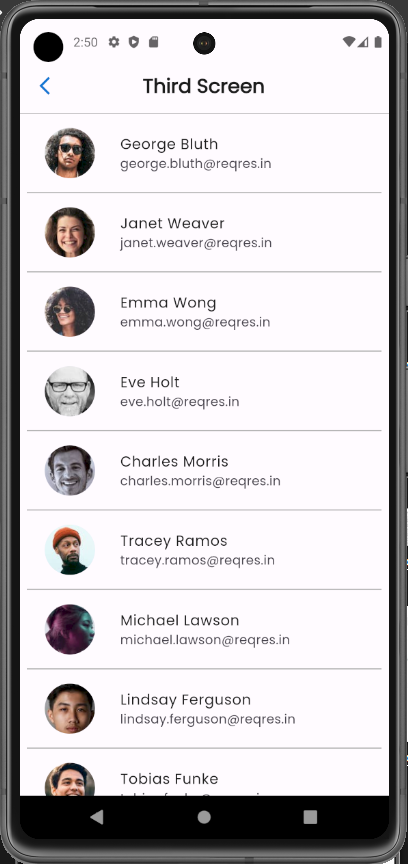 2:50
Third Screen
George Bluth
george.bluth@reqres.in
Janet Weaver
janet.weaver@reqres.in
Emma Wong
emma.wong@reqres.in
Eve Holt
eve.holt@reqres.in
Charles Morris
charles.morris@reqres.in
Tracey Ramos
tracey.ramos@reqres.in
Michael Lawson
michael.lawson@reqres.in
Lindsay Ferguson
lindsay.ferguson@reqres.in
Tobias Funke